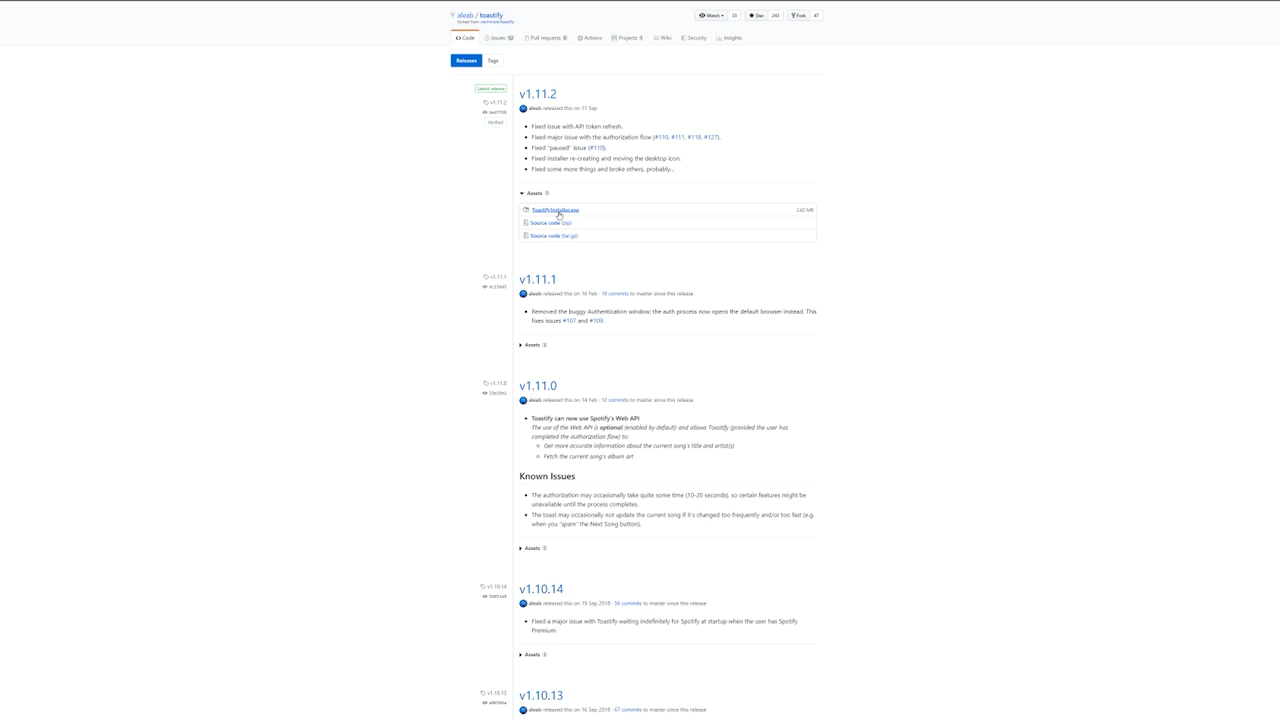 aleab / toastify
Watch 33 Star 243 Fork 47
forked from nachmore/toastify
Code Issues 52 Pull requests 0 Actions Projects 1 Wiki Security Insights
Releases Tags
Latest release
v1.11.2
v1.11.2
Verified
aleab released this on 11 Sep
Fixed issue with API token refresh.
Fixed major issue with the authorization flow (#110, #111, #118, #127).
Fixed "paused" issue (#110).
Fixed installer re-creating and moving the desktop icon.
Fixed some more things and broke others, probably...
Assets 3
ToastifyInstaller.exe 2.62 MB
Source code (zip)
Source code (tar.gz)
v1.11.1
v1.11.1
aleab released this on 16 Feb · 10 commits to master since this release
Removed the buggy Authentication window; the auth process now opens the default browser instead. This
fixes issues #107 and #109.
Assets 3
v1.11.0
v1.11.0
aleab released this on 14 Feb · 12 commits to master since this release
Toastify can now use Spotify's Web API
The use of the Web API is optional (enabled by default) and allows Toastify (provided the user has
completed the authorization flow) to:
Get more accurate information about the current song's title and artist(s)
Fetch the current song's album art
Known Issues
The authorization may occasionally take quite some time (10-20 seconds), so certain features might be
unavailable until the process completes.
The toast may occasionally not update the current song if it's changed too frequently and/or too fast (e.g.
when you "spam" the Next Song button).
Assets 3
v1.10.14
v1.10.14
aleab released this on 19 Sep 2018 · 56 commits to master since this release
Fixed a major issue with Toastify waiting indefinitely for Spotify at startup when the user has Spotify
Premium.
Assets 3
v1.10.13
v1.10.13
aleab released this on 16 Sep 2018 · 67 commits to master since this release